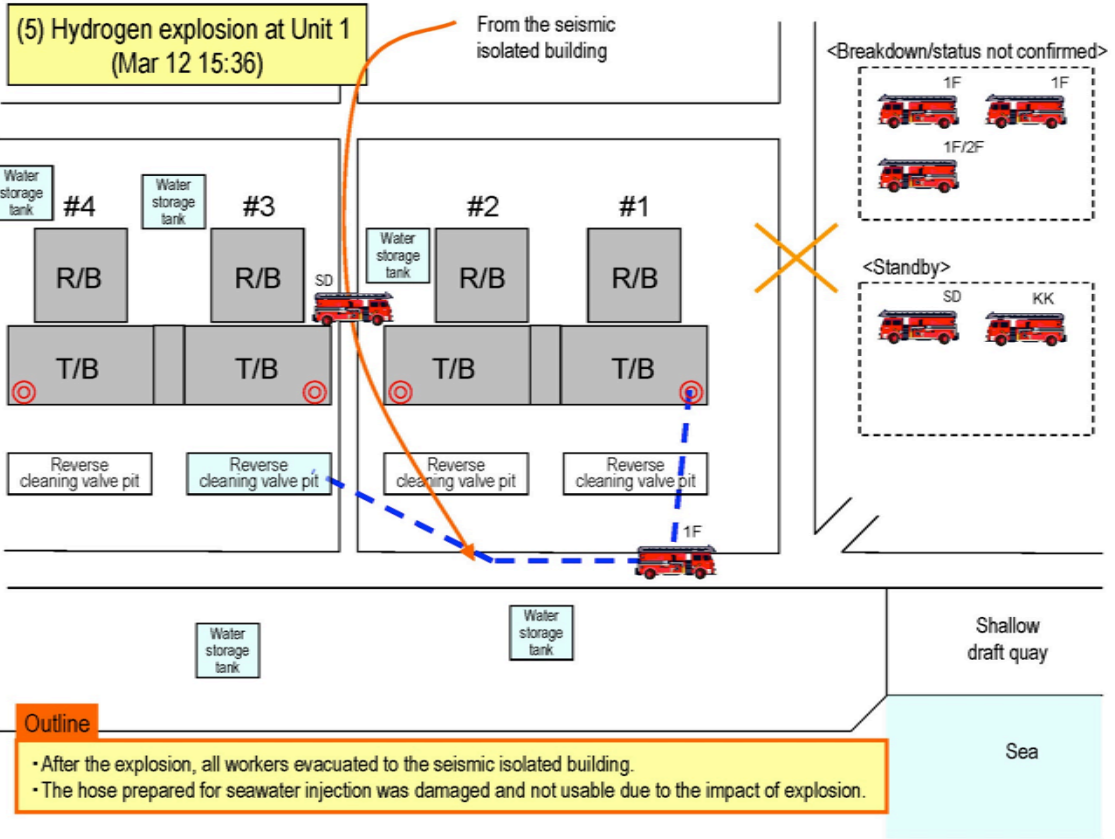 (5) Hydrogen explosion at Unit 1
(Mar 12 15:36)
From the seismic
isolated building
<Breakdown/status not confirmed>
1F
1F
1F/2F
Water
storage
tank
#4
Water
storage
tank
#3
#2
#1
Water
storage
tank
R/B
R/B
R/B
R/B
SD
<Standby>
SD
KK
T/B
T/B
T/B
T/B
Reverse
cleaning valve pit
Reverse
cleaning valve pit
Reverse
cleaning valve pit
Reverse
cleaning valve pit
1F
Water
storage
tank
Water
storage
tank
Shallow
draft quay
Sea
Outline
・After the explosion, all workers evacuated to the seismic isolated building.
・The hose prepared for seawater injection was damaged and not usable due to the impact of explosion.